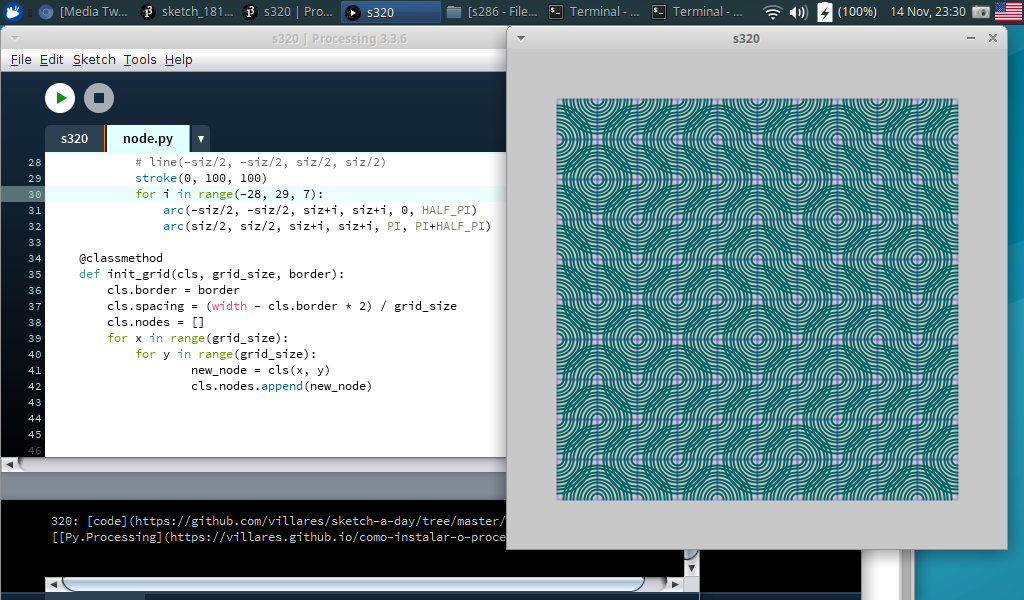 [Media Tw... sketch_181... s320 | Pro... s320 [s286 - File... Terminal - ... Terminal - ... (100%) 14 Nov, 23:30
s320 | Processing 3.3.6
File Edit Sketch Tools Help
s320 node.py
28 # line(-siz/2, -siz/2, siz/2, siz/2)
29 stroke(0, 100, 100)
30 for i in range(-28, 29, 7):
31 arc(-siz/2, -siz/2, siz+i, siz+i, 0, HALF_PI)
32 arc(siz/2, siz/2, siz+i, siz+i, PI, PI+HALF_PI)
33
34 @classmethod
35 def init_grid(cls, grid_size, border):
36 cls.border = border
37 cls.spacing = (width - cls.border * 2) / grid_size
38 cls.nodes = []
39 for x in range(grid_size):
40 for y in range(grid_size):
41 new_node = cls(x, y)
42 cls.nodes.append(new_node)
43
44
45
46
320: [code](https://github.com/villares/sketch-a-day/tree/master/
[[Py.Processing](https://villares.github.io/como-instalar-o-proce
s320